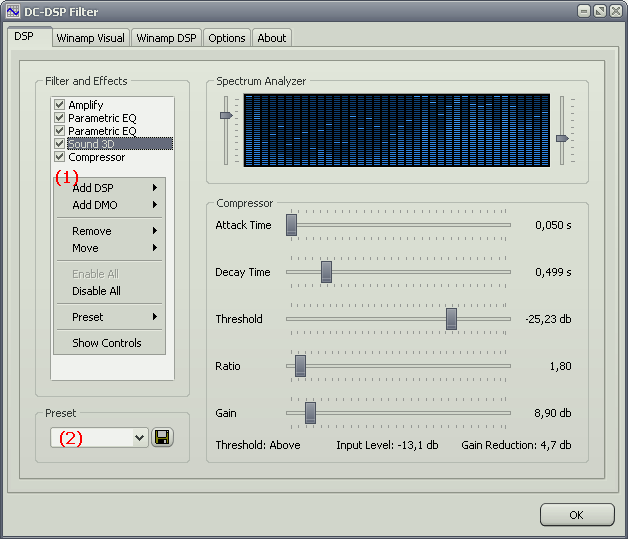 DC-DSP Filter
DSP Winamp Visual Winamp DSP Options About
Filter and Effects
Amplify
Parametric EQ
Parametric EQ
Sound 3D
Compressor
(1)
Add DSP
Add DMO
Remove
Move
Enable All
Disable All
Preset
Show Controls
Preset
(2)
Spectrum Analyzer
Compressor
Attack Time 0,050 s
Decay Time 0,499 s
Threshold -25,23 db
Ratio 1,80
Gain 8,90 db
Threshold: Above Input Level: -13,1 db Gain Reduction: 4,7 db
OK